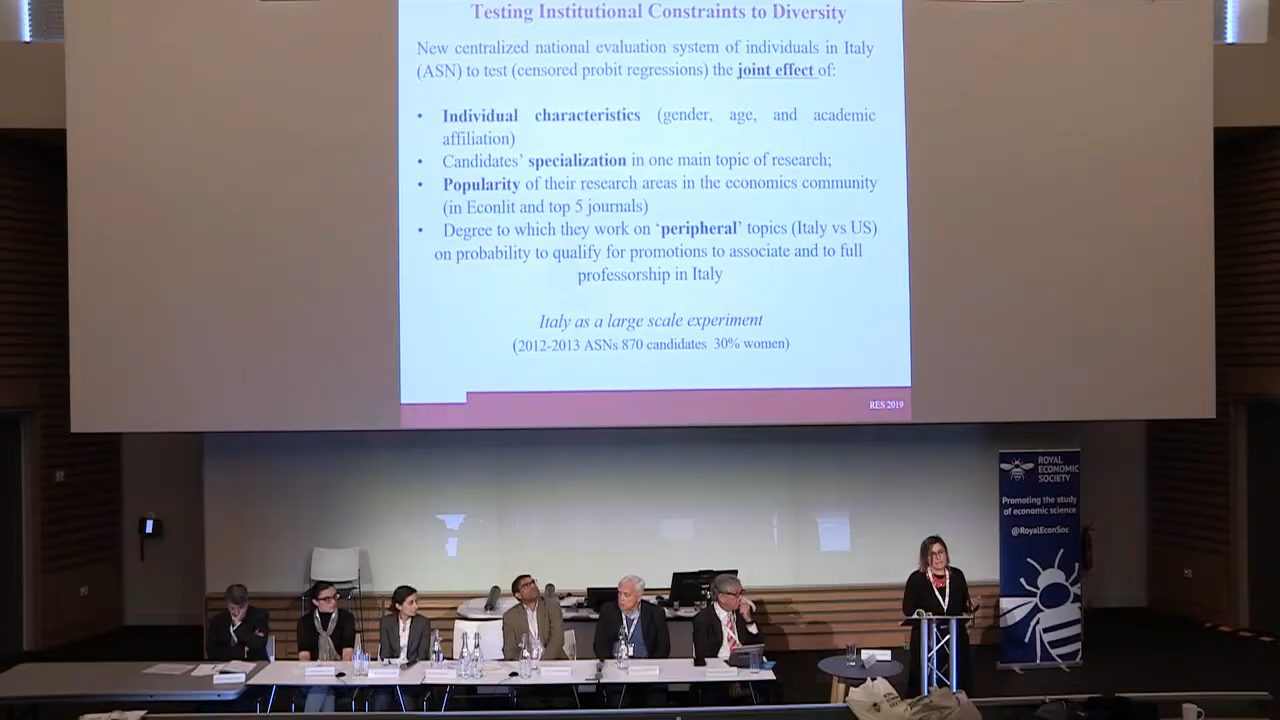 Testing Institutional Constraints to Diversity
New centralized national evaluation system of individuals in Italy
(ASN) to test (censored probit regressions) the joint effect of:
• Individual characteristics (gender, age, and academic
affiliation)
• Candidates’ specialization in one main topic of research;
• Popularity of their research areas in the economics community
(in Econlit and top 5 journals)
• Degree to which they work on ‘peripheral’ topics (Italy vs US)
on probability to qualify for promotions to associate and to full
professorship in Italy
Italy as a large scale experiment
(2012-2013 ASNs 870 candidates 30% women)
RES 2019
ROYAL
ECONOMIC
SOCIETY
Promoting the study
of economic science
@RoyalEconSoc